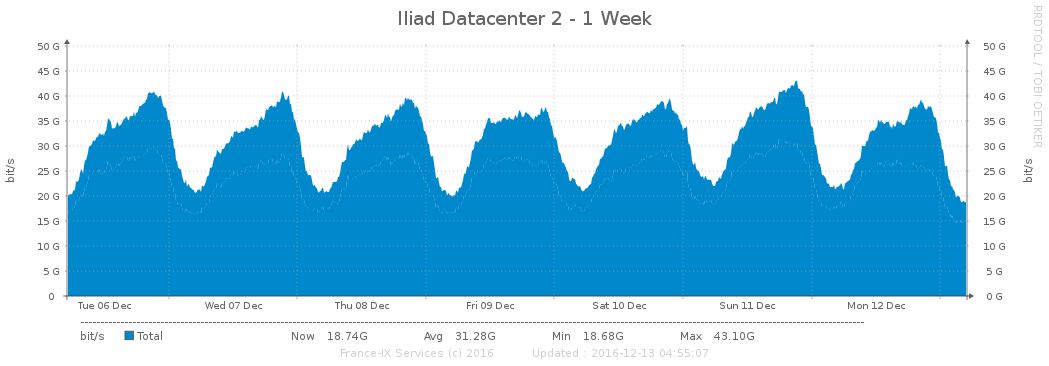 Iliad Datacenter 2 - 1 Week
RRDTOOL / TOBI OETIKER
bit/s
50 G 50 G
45 G 45 G
40 G 40 G
35 G 35 G
30 G 30 G
25 G 25 G
20 G 20 G
15 G 15 G
10 G 10 G
5 G 5 G
0 0 G
bit/s
Tue 06 Dec Wed 07 Dec Thu 08 Dec Fri 09 Dec Sat 10 Dec Sun 11 Dec Mon 12 Dec
bit/s Total Now 18.74G Avg 31.28G Min 18.68G Max 43.10G
France-IX Services (c) 2016 Updated : 2016-12-13 04:55:07